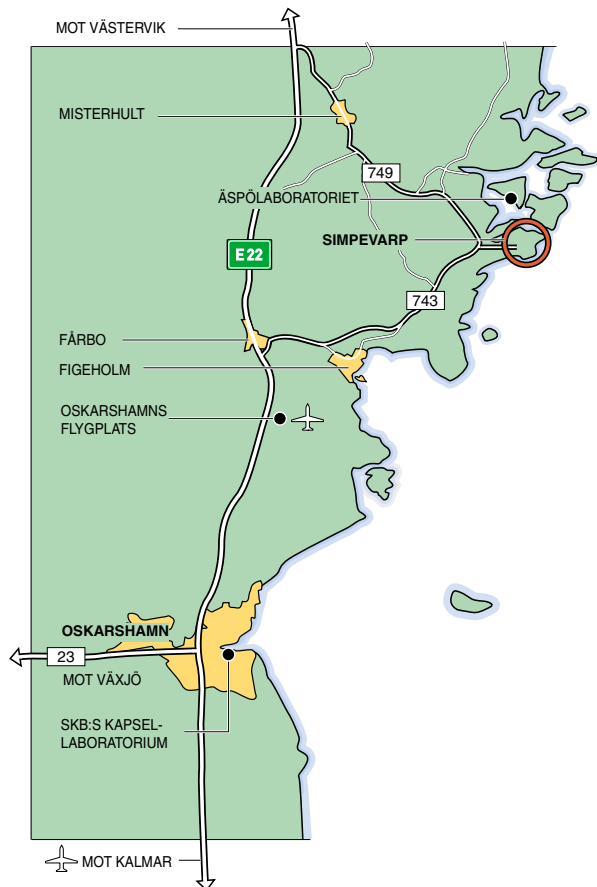 MOT VÄSTERVIK
MISTERHULT
749
ÄSPÖLABORATORIET
SIMPEVARP
E22
743
FÅRBO
FIGEHOLM
OSKARSHAMNS
FLYGPLATS
OSKARSHAMN
23
MOT VÄXJÖ
SKB:S KAPSEL-
LABORATORIUM
MOT KALMAR